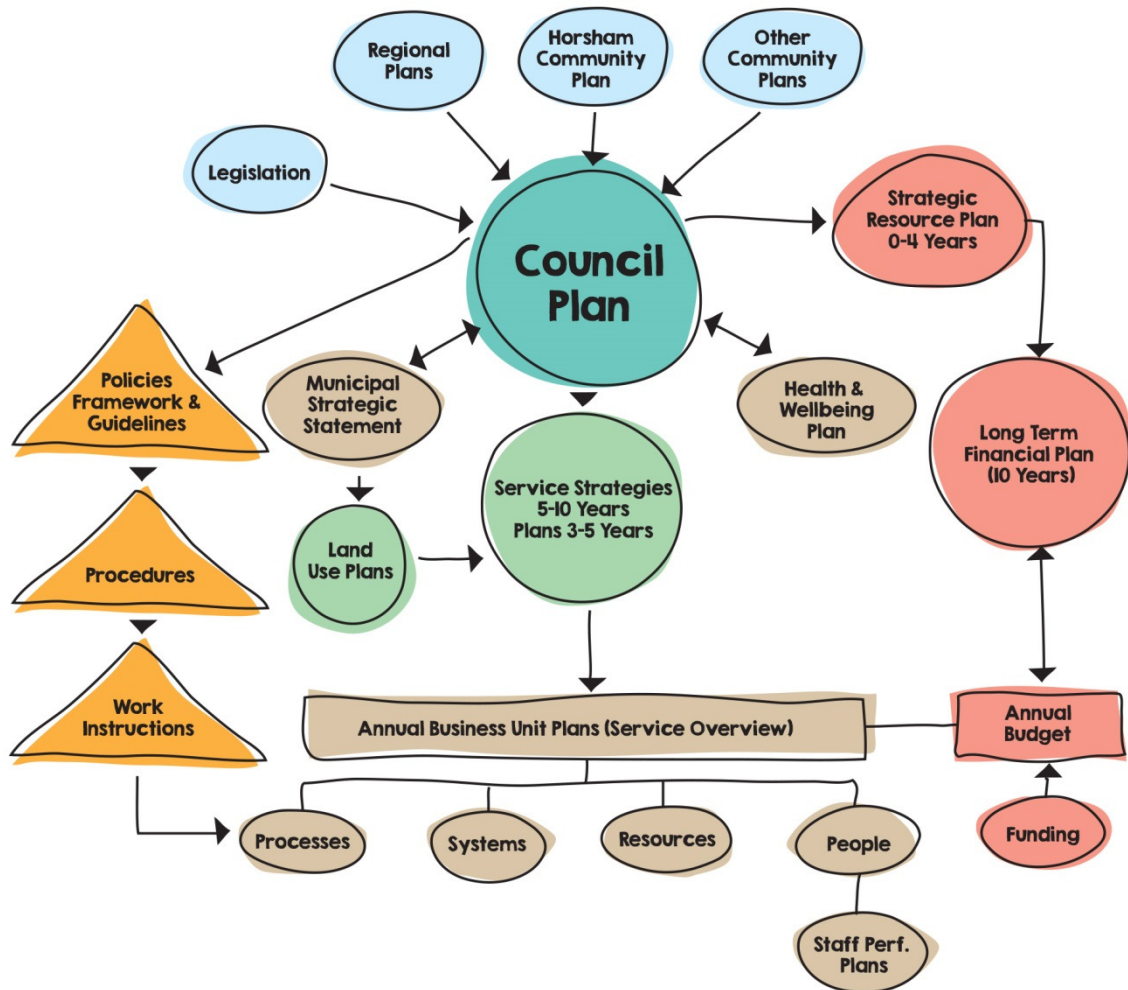 Regional
Plans
Horsham
Community
Plan
Other
Community
Plans
Legislation
Strategic
Resource Plan
0-4 Years
Council
Plan
Policies
Framework &
Guidelines
Municipal
Strategic
Statement
Health &
Wellbeing
Plan
Long Term
Financial Plan
(10 Years)
Service Strategies
5-10 Years
Plans 3-5 Years
Land
Use Plans
Procedures
Work
Instructions
Annual Business Unit Plans (Service Overview)
Annual
Budget
Processes
Systems
Resources
People
Funding
Staff Perf.
Plans